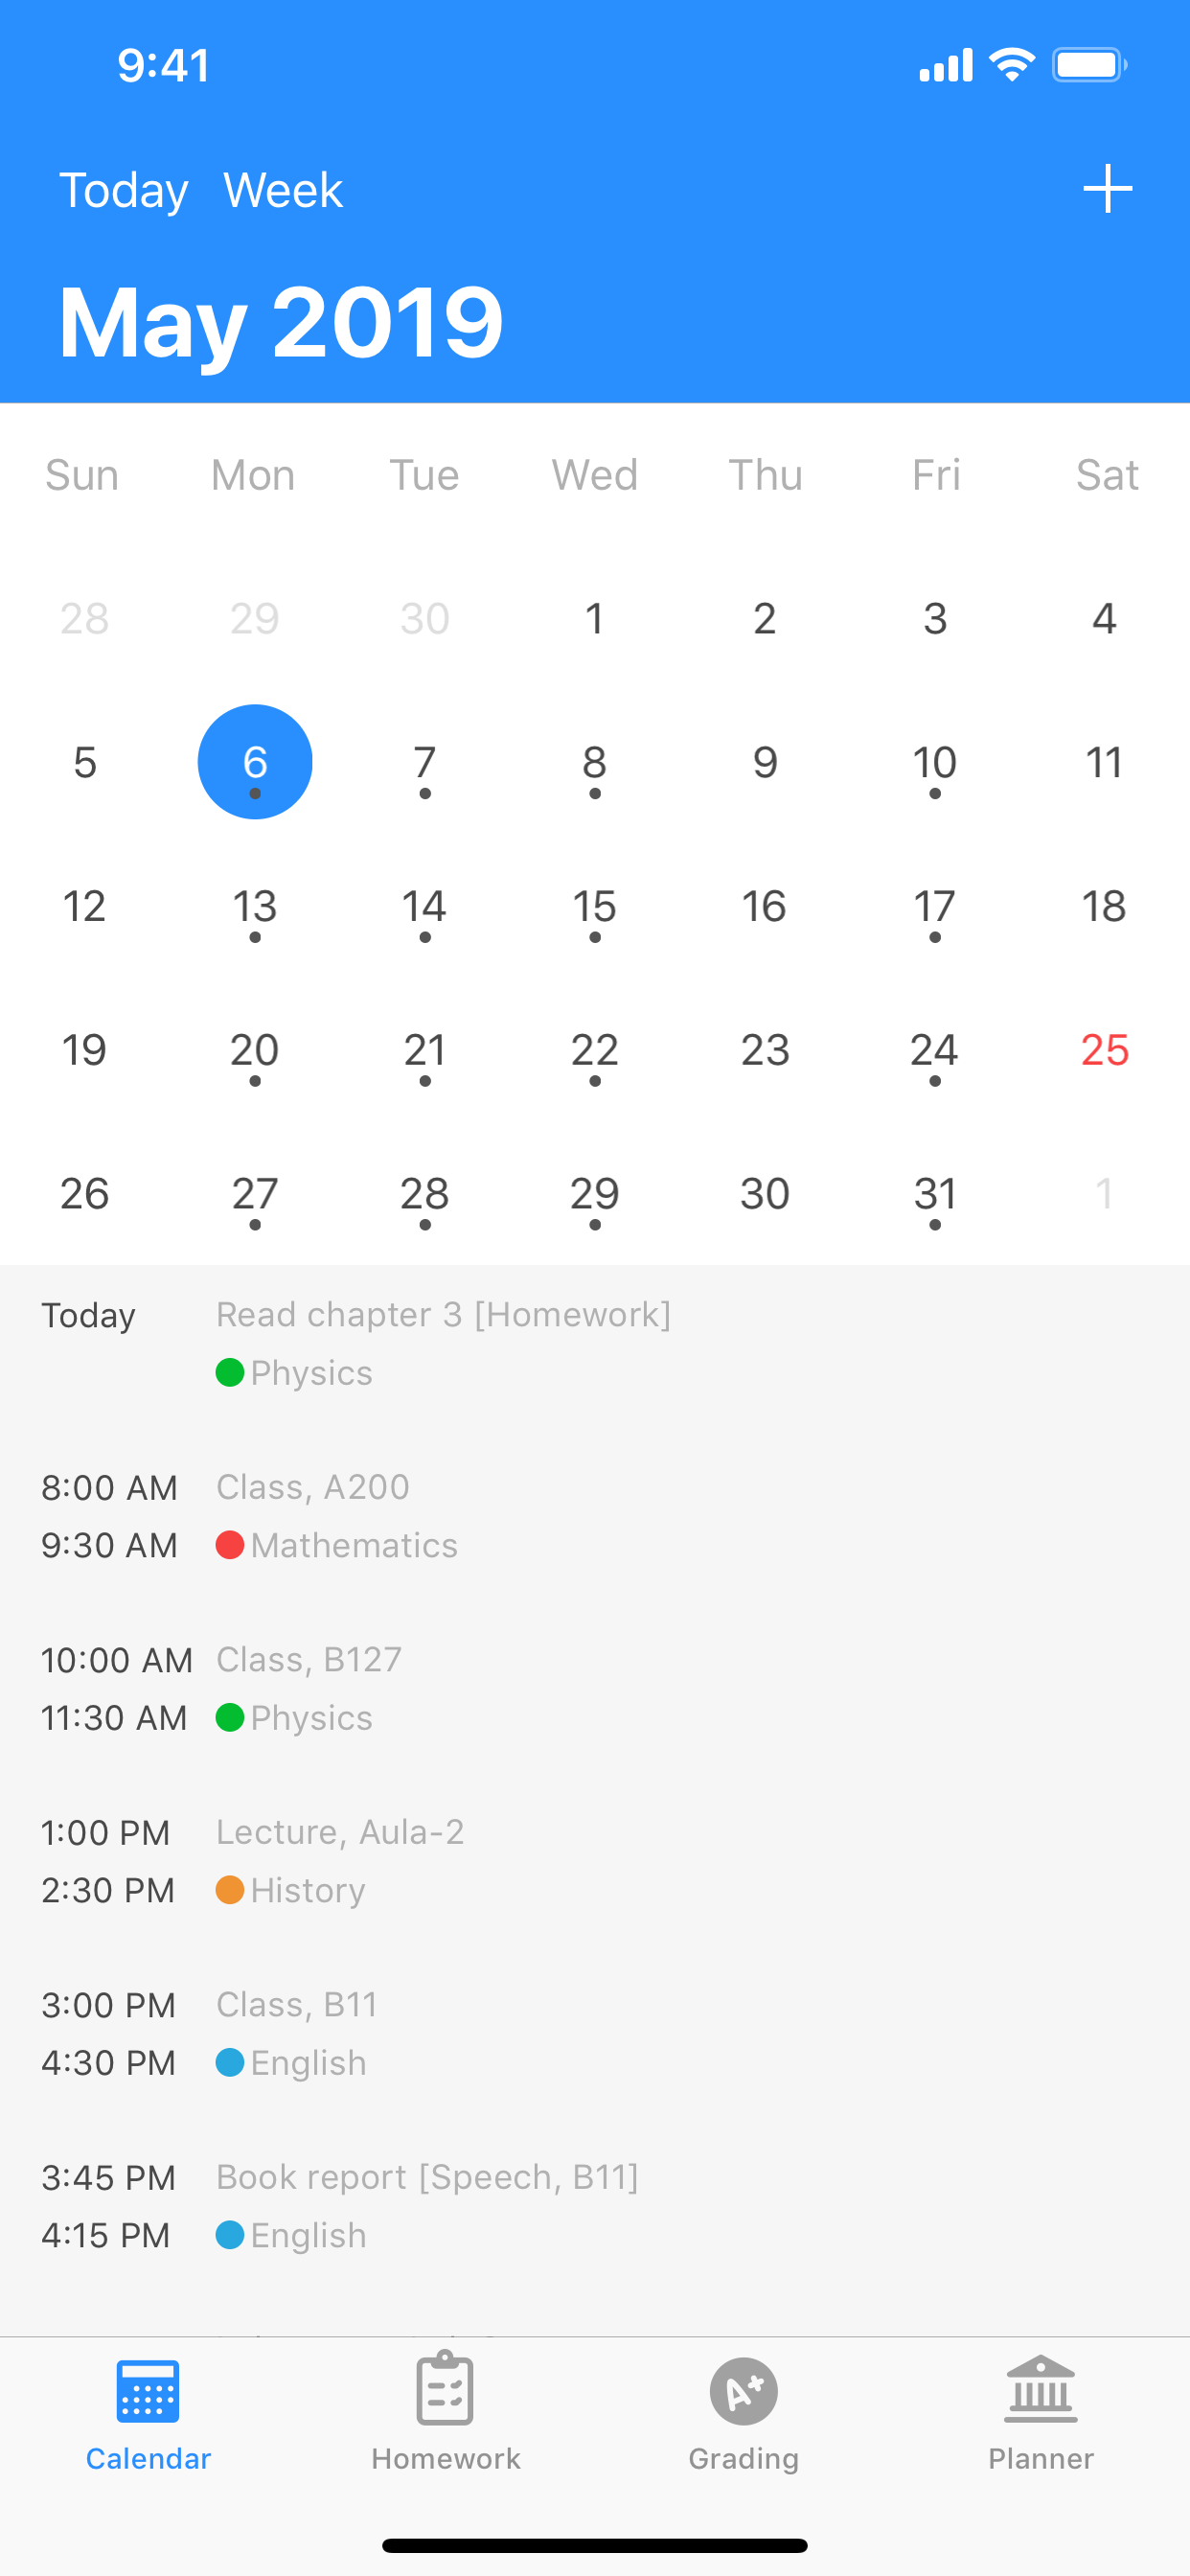 9:41
Today Week
May 2019
Sun Mon Tue Wed Thu Fri Sat
28 29 30 1 2 3 4
5 6 7 8 9 10 11
12 13 14 15 16 17 18
19 20 21 22 23 24 25
26 27 28 29 30 31 1
Today Read chapter 3 [Homework]
Physics
8:00 AM Class, A200
9:30 AM Mathematics
10:00 AM Class, B127
11:30 AM Physics
1:00 PM Lecture, Aula-2
2:30 PM History
3:00 PM Class, B11
4:30 PM English
3:45 PM Book report [Speech, B11]
4:15 PM English
A+
Calendar Homework Grading Planner